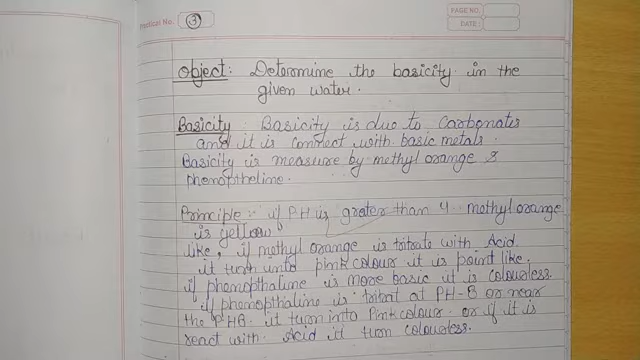 Practical No. 3
PAGE NO.
DATE :
Object: Determine the basicity in the
given water.
Basicity: Basicity is due to Carbonates
and it is connect with basic metals.
Basicity is measure by methyl orange &
phenoptheline.
Principle: if PH is greater than 4 methyl orange
is yellow
like, if methyl orange is titrate with Acid
it turn into pink colour it is point like,
if phenopthaline is more basic it is colourless
if phenopthaline is tribat at PH-8 or near
the PH8. it turn into Pink colour or if it is
react with Acid it turn colourless.